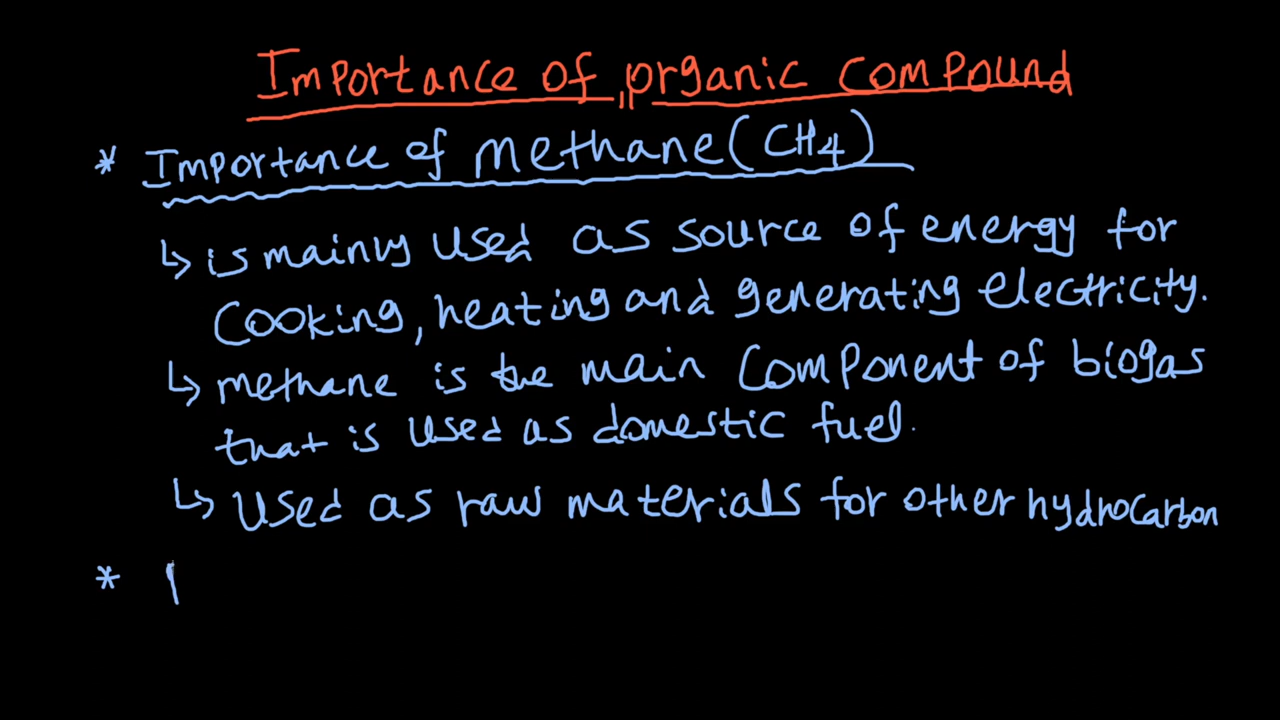 Importance of organic compound
* Importance of methane (CH4)
↳ is mainly used as source of energy for
cooking, heating and generating electricity.
↳ methane is the main component of biogas
that is used as domestic fuel.
↳ Used as raw materials for other hydrocarbon
*